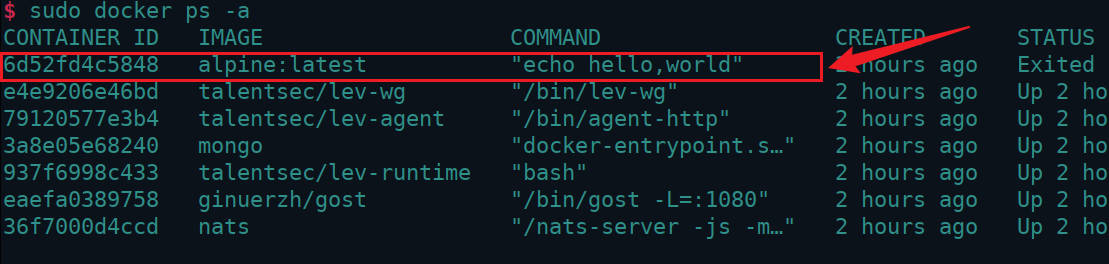 $ sudo docker ps -a
CONTAINER ID IMAGE COMMAND CREATED STATUS
6d52fd4c5848 alpine:latest "echo hello,world" 2 hours ago Exited
e4e9206e46bd talentsec/lev-wg "/bin/lev-wg" 2 hours ago Up 2 ho
79120577e3b4 talentsec/lev-agent "/bin/agent-http" 2 hours ago Up 2 ho
3a8e05e68240 mongo "docker-entrypoint.s…" 2 hours ago Up 2 ho
937f6998c433 talentsec/lev-runtime "bash" 2 hours ago Up 2 ho
eaefa0389758 ginuerzh/gost "/bin/gost -L=:1080" 2 hours ago Up 2 ho
36f7000d4ccd nats "/nats-server -js -m…" 2 hours ago Up 2 ho